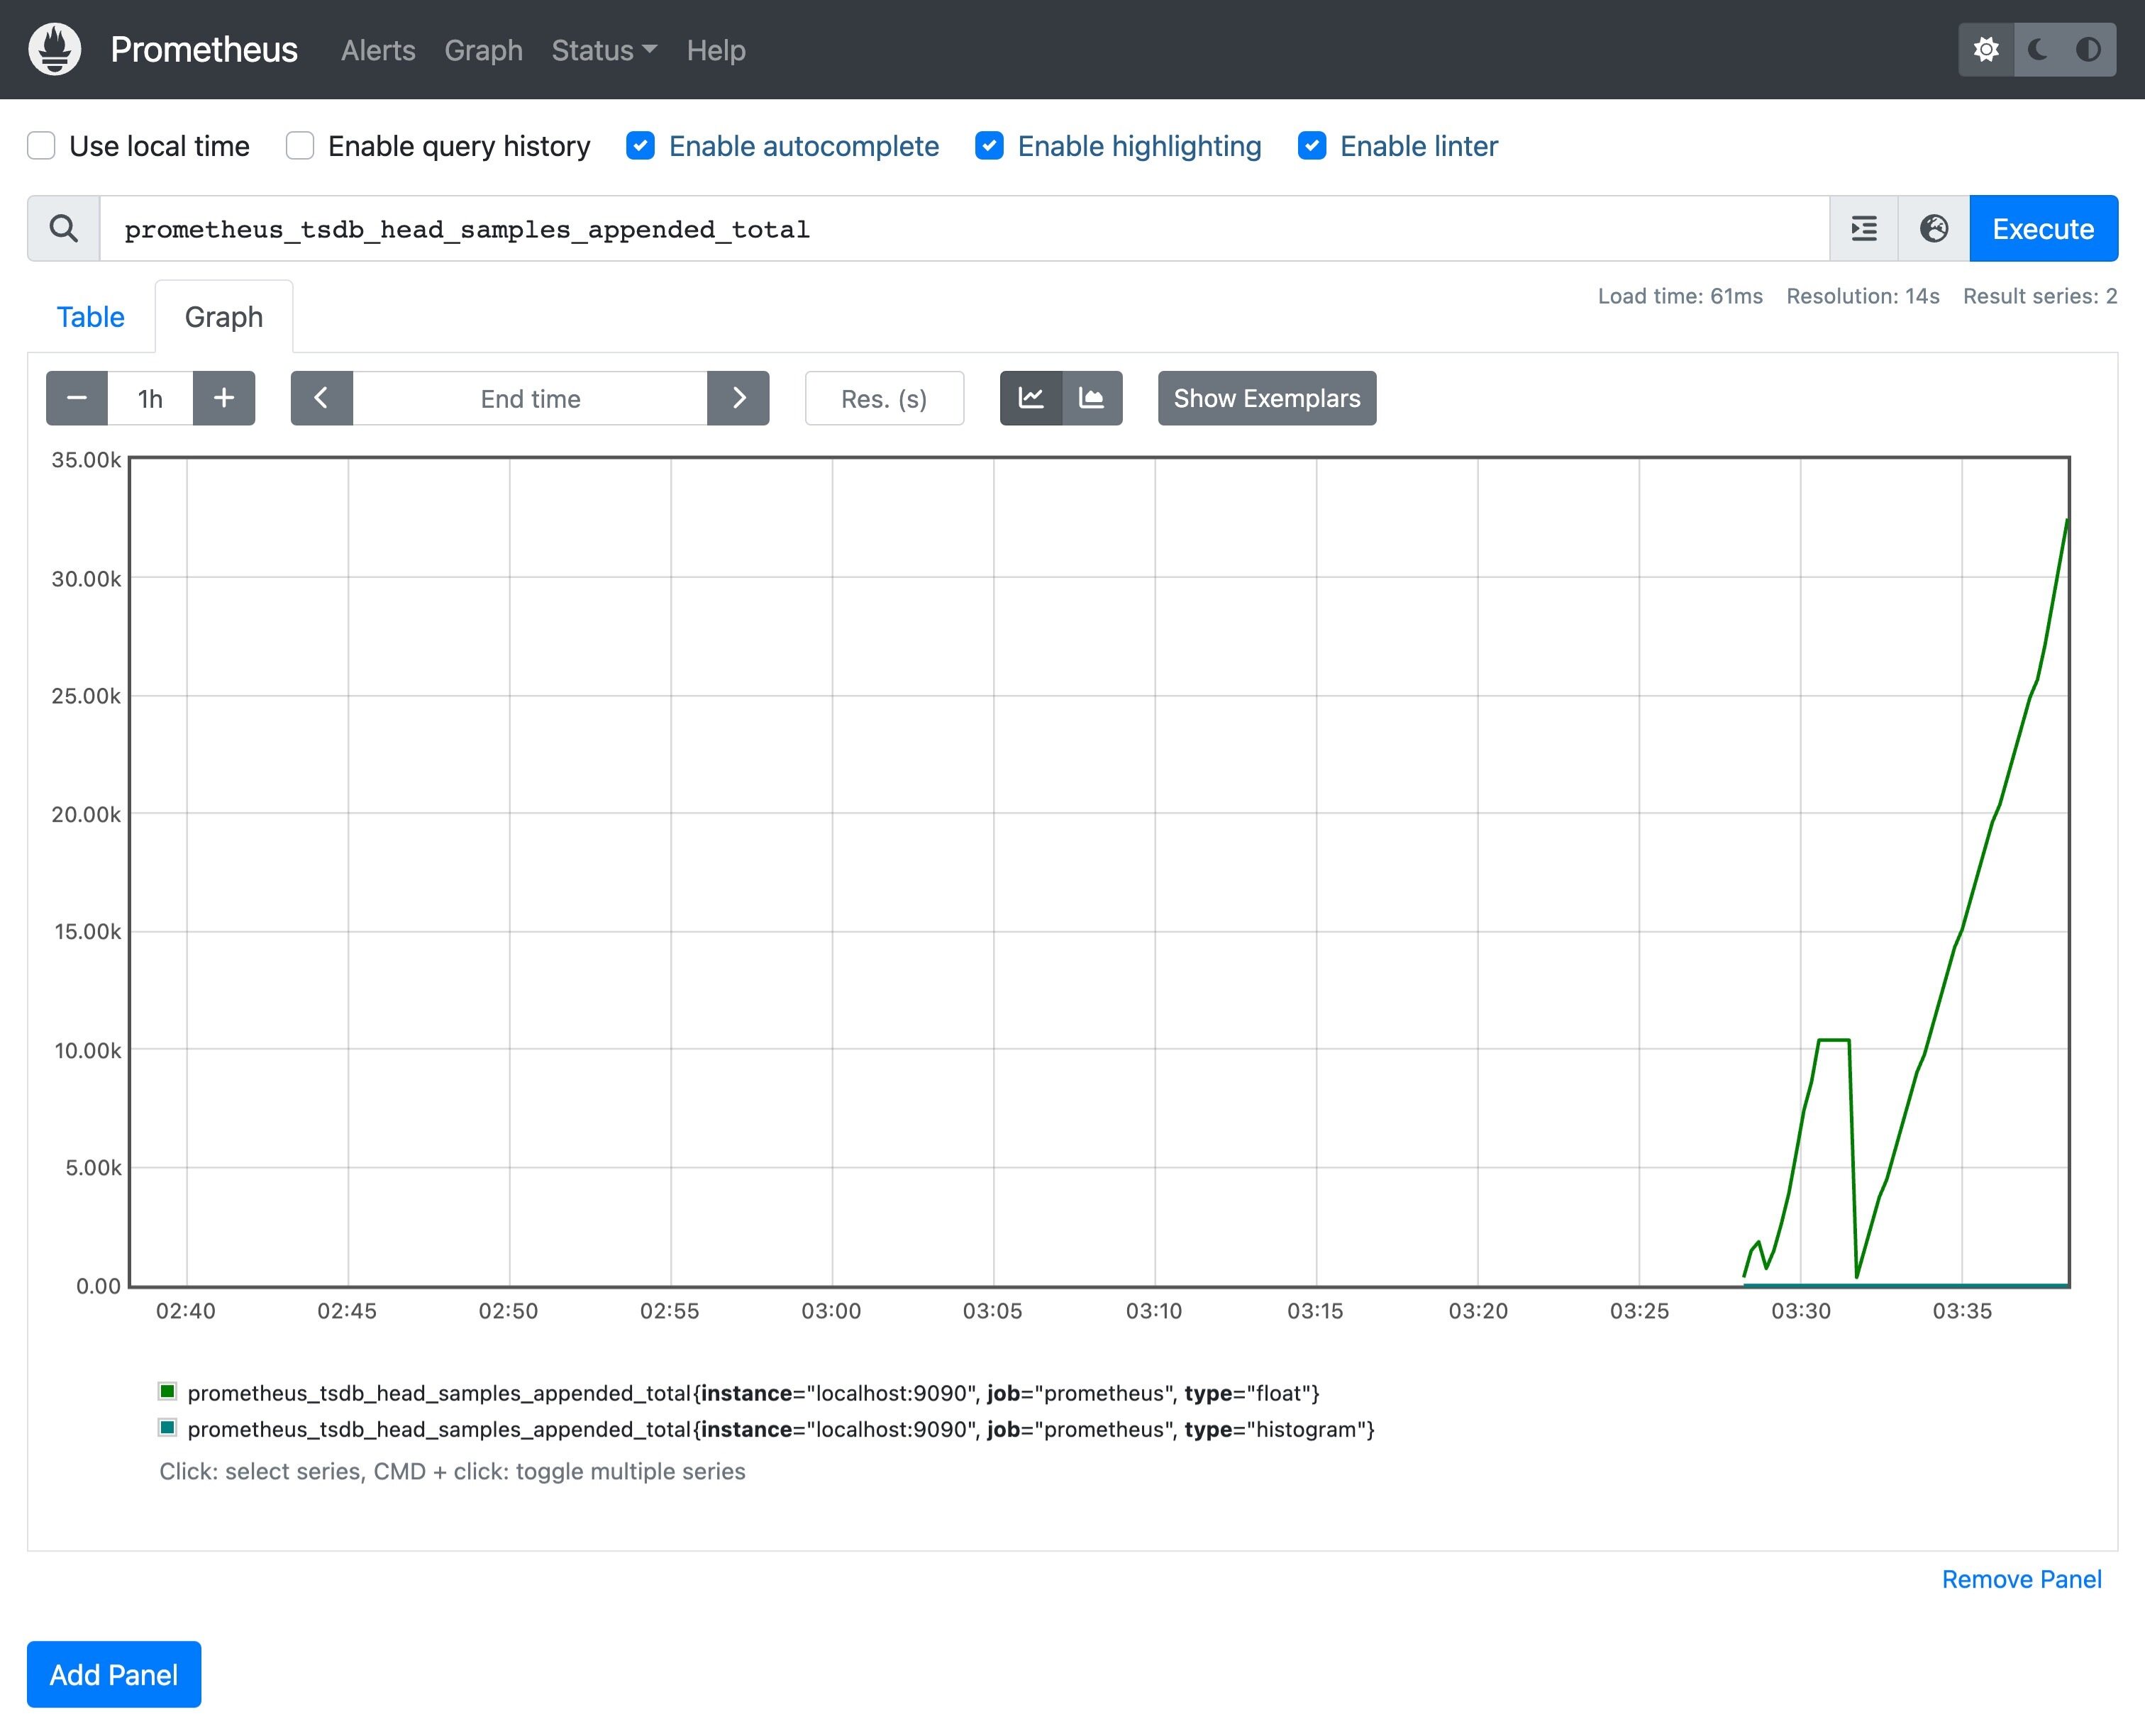 Prometheus Alerts Graph Status Help
Use local time Enable query history Enable autocomplete Enable highlighting Enable linter
prometheus_tsdb_head_samples_appended_total Execute
Table Graph Load time: 61ms Resolution: 14s Result series: 2
1h End time Res. (s) Show Exemplars
35.00k
30.00k
25.00k
20.00k
15.00k
10.00k
5.00k
0.00
02:40 02:45 02:50 02:55 03:00 03:05 03:10 03:15 03:20 03:25 03:30 03:35
prometheus_tsdb_head_samples_appended_total{instance="localhost:9090", job="prometheus", type="float"}
prometheus_tsdb_head_samples_appended_total{instance="localhost:9090", job="prometheus", type="histogram"}
Click: select series, CMD + click: toggle multiple series
Remove Panel
Add Panel